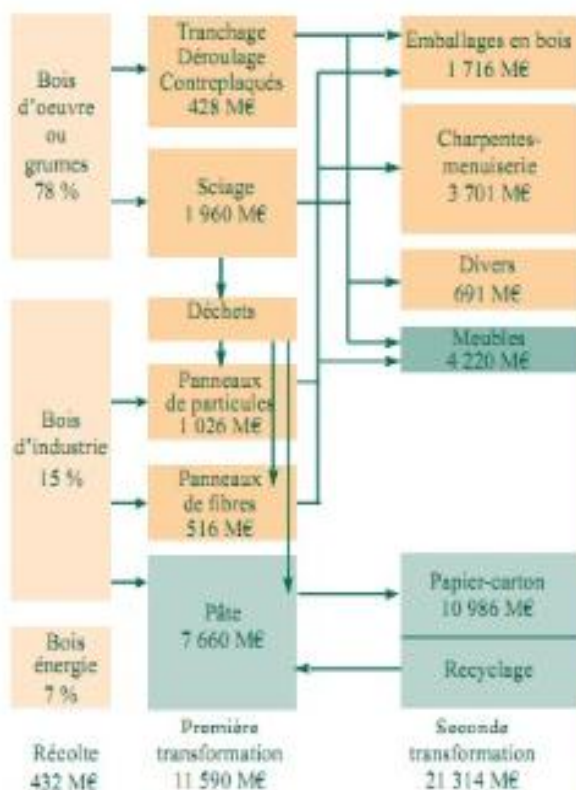 Bois
d'oeuvre
ou
grumes
78 %
Bois
d'industrie
15 %
Bois
énergie
7 %
Récolte
432 M€
Tranchage
Déroulage
Contreplaqués
428 M€
Sciage
1 960 M€
Déchets
Panneaux
de particules
1 026 M€
Panneaux
de fibres
516 M€
Pâte
7 660 M€
Première
transformation
11 590 M€
Emballages en bois
1 716 M€
Charpentes-
menuiserie
3 701 M€
Divers
691 M€
Meubles
4 220 M€
Papier-carton
10 986 M€
Recyclage
Seconde
transformation
21 314 M€